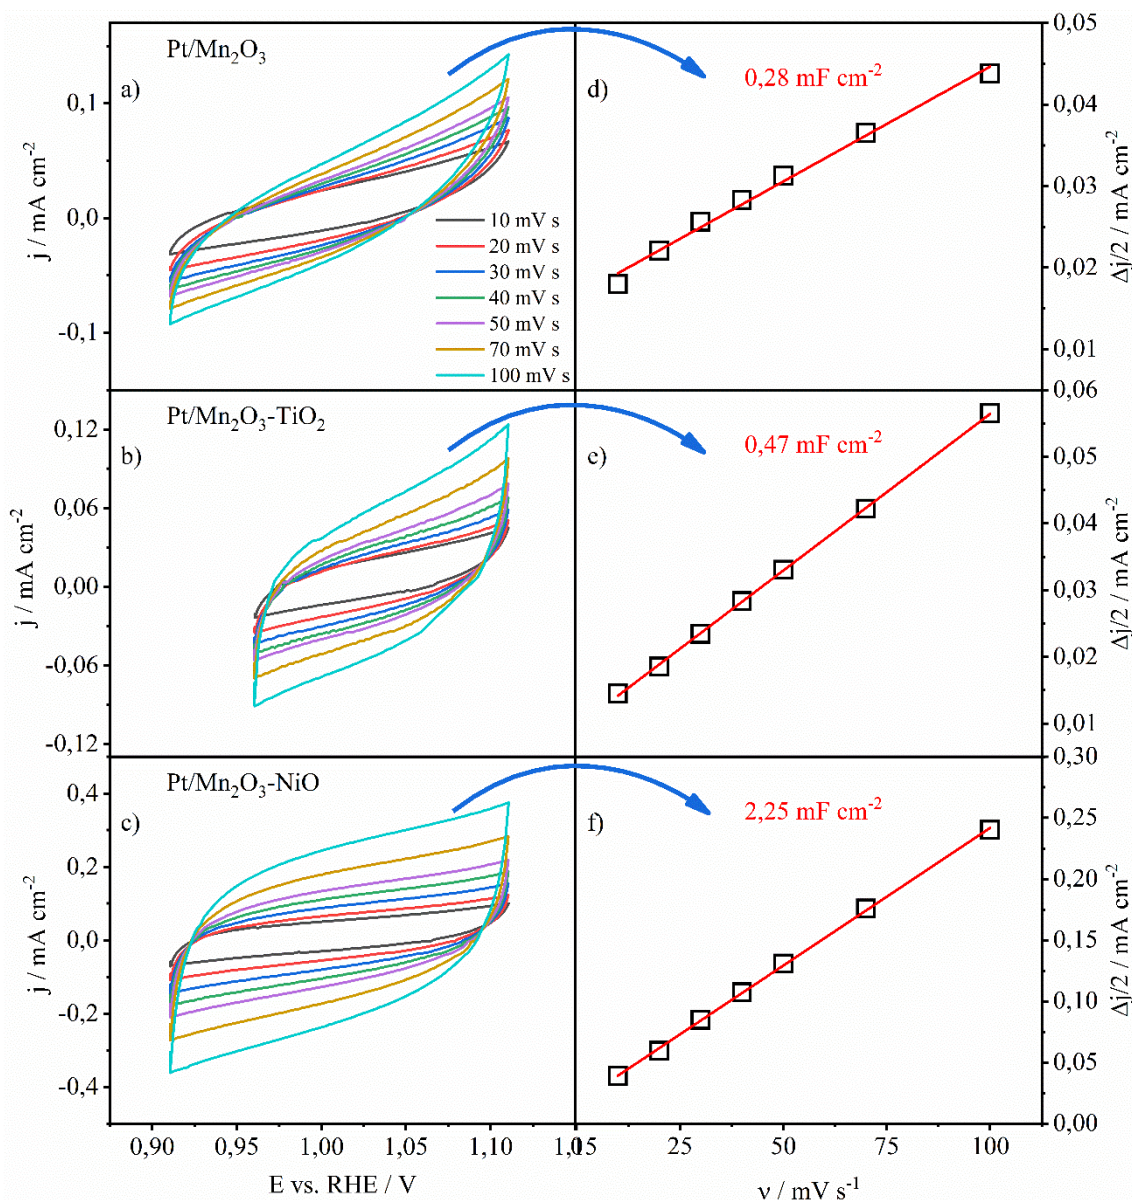 Pt/Mn₂O₃
a)
0,1
0,0
-0,1
j / mA cm⁻²
10 mV s
20 mV s
30 mV s
40 mV s
50 mV s
70 mV s
100 mV s
d)
0,28 mF cm⁻²
0,05
0,04
0,03
0,02
0,01
Δj/2 / mA cm⁻²
Pt/Mn₂O₃-TiO₂
b)
0,12
0,06
0,00
-0,06
-0,12
j / mA cm⁻²
e)
0,47 mF cm⁻²
0,06
0,05
0,04
0,03
0,02
0,01
Δj/2 / mA cm⁻²
Pt/Mn₂O₃-NiO
c)
0,4
0,2
0,0
-0,2
-0,4
j / mA cm⁻²
f)
2,25 mF cm⁻²
0,30
0,25
0,20
0,15
0,10
0,05
0,00
Δj/2 / mA cm⁻²
0,90 0,95 1,00 1,05 1,10
25 50 75 100
E vs. RHE / V
ν / mV s⁻¹